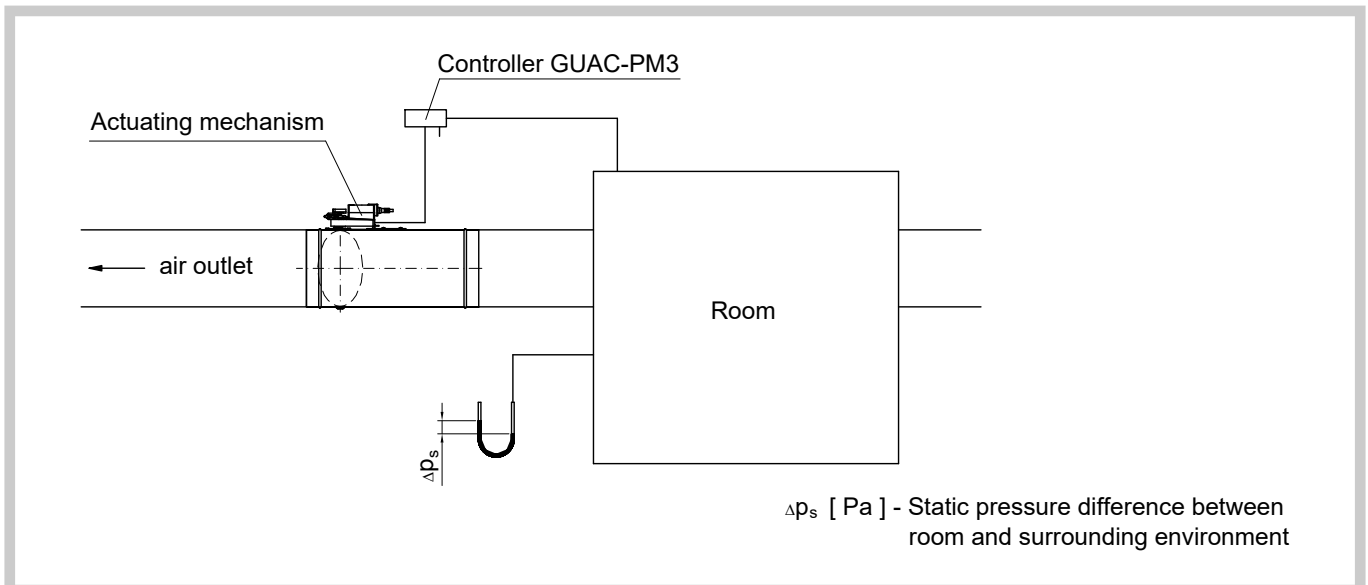 Controller GUAC-PM3
Actuating mechanism
air outlet
Room
Δpₛ
Δpₛ [ Pa ] - Static pressure difference between
room and surrounding environment